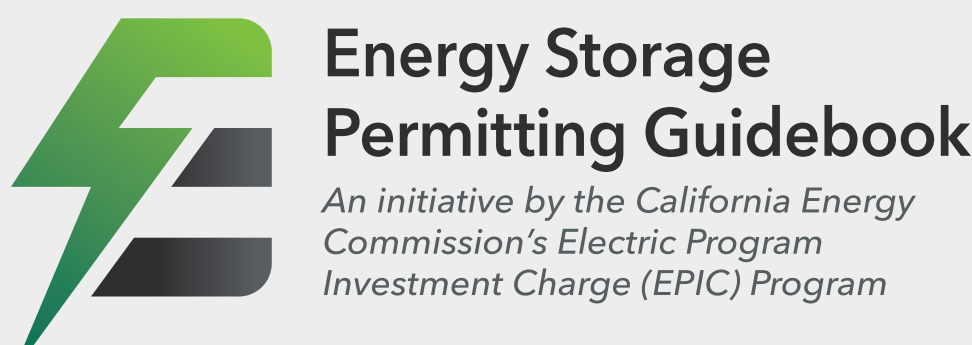 Energy Storage
Permitting Guidebook
An initiative by the California Energy
Commission’s Electric Program
Investment Charge (EPIC) Program